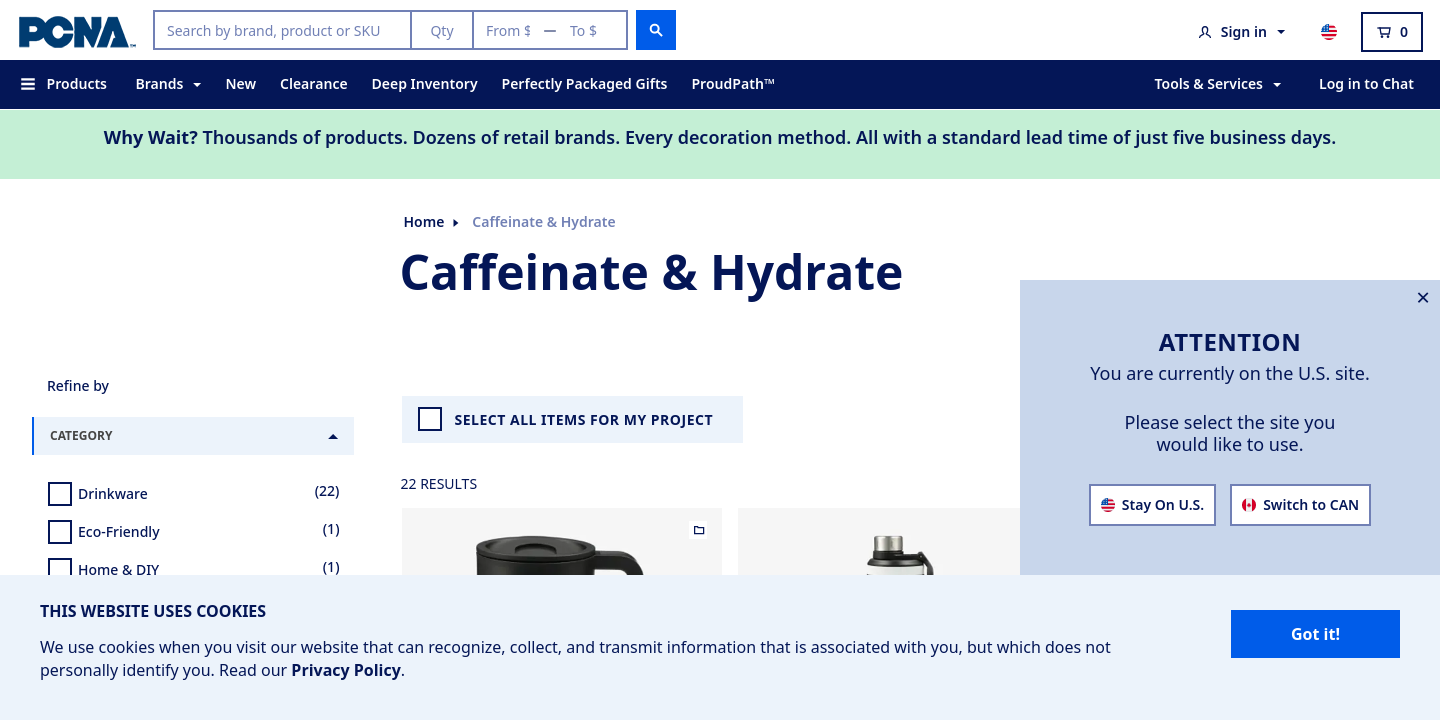 PCNA™
Search by brand, product or SKU
Qty
From $ — To $
Sign in
0
Products
Brands
New
Clearance
Deep Inventory
Perfectly Packaged Gifts
ProudPath™
Tools & Services
Log in to Chat
Why Wait? Thousands of products. Dozens of retail brands. Every decoration method. All with a standard lead time of just five business days.
Home
Caffeinate & Hydrate
Caffeinate & Hydrate
Refine by
CATEGORY
Drinkware (22)
Eco-Friendly (1)
Home & DIY (1)
SELECT ALL ITEMS FOR MY PROJECT
22 RESULTS
ATTENTION
You are currently on the U.S. site.
Please select the site you
would like to use.
Stay On U.S.
Switch to CAN
THIS WEBSITE USES COOKIES
We use cookies when you visit our website that can recognize, collect, and transmit information that is associated with you, but which does not
personally identify you. Read our Privacy Policy.
Got it!